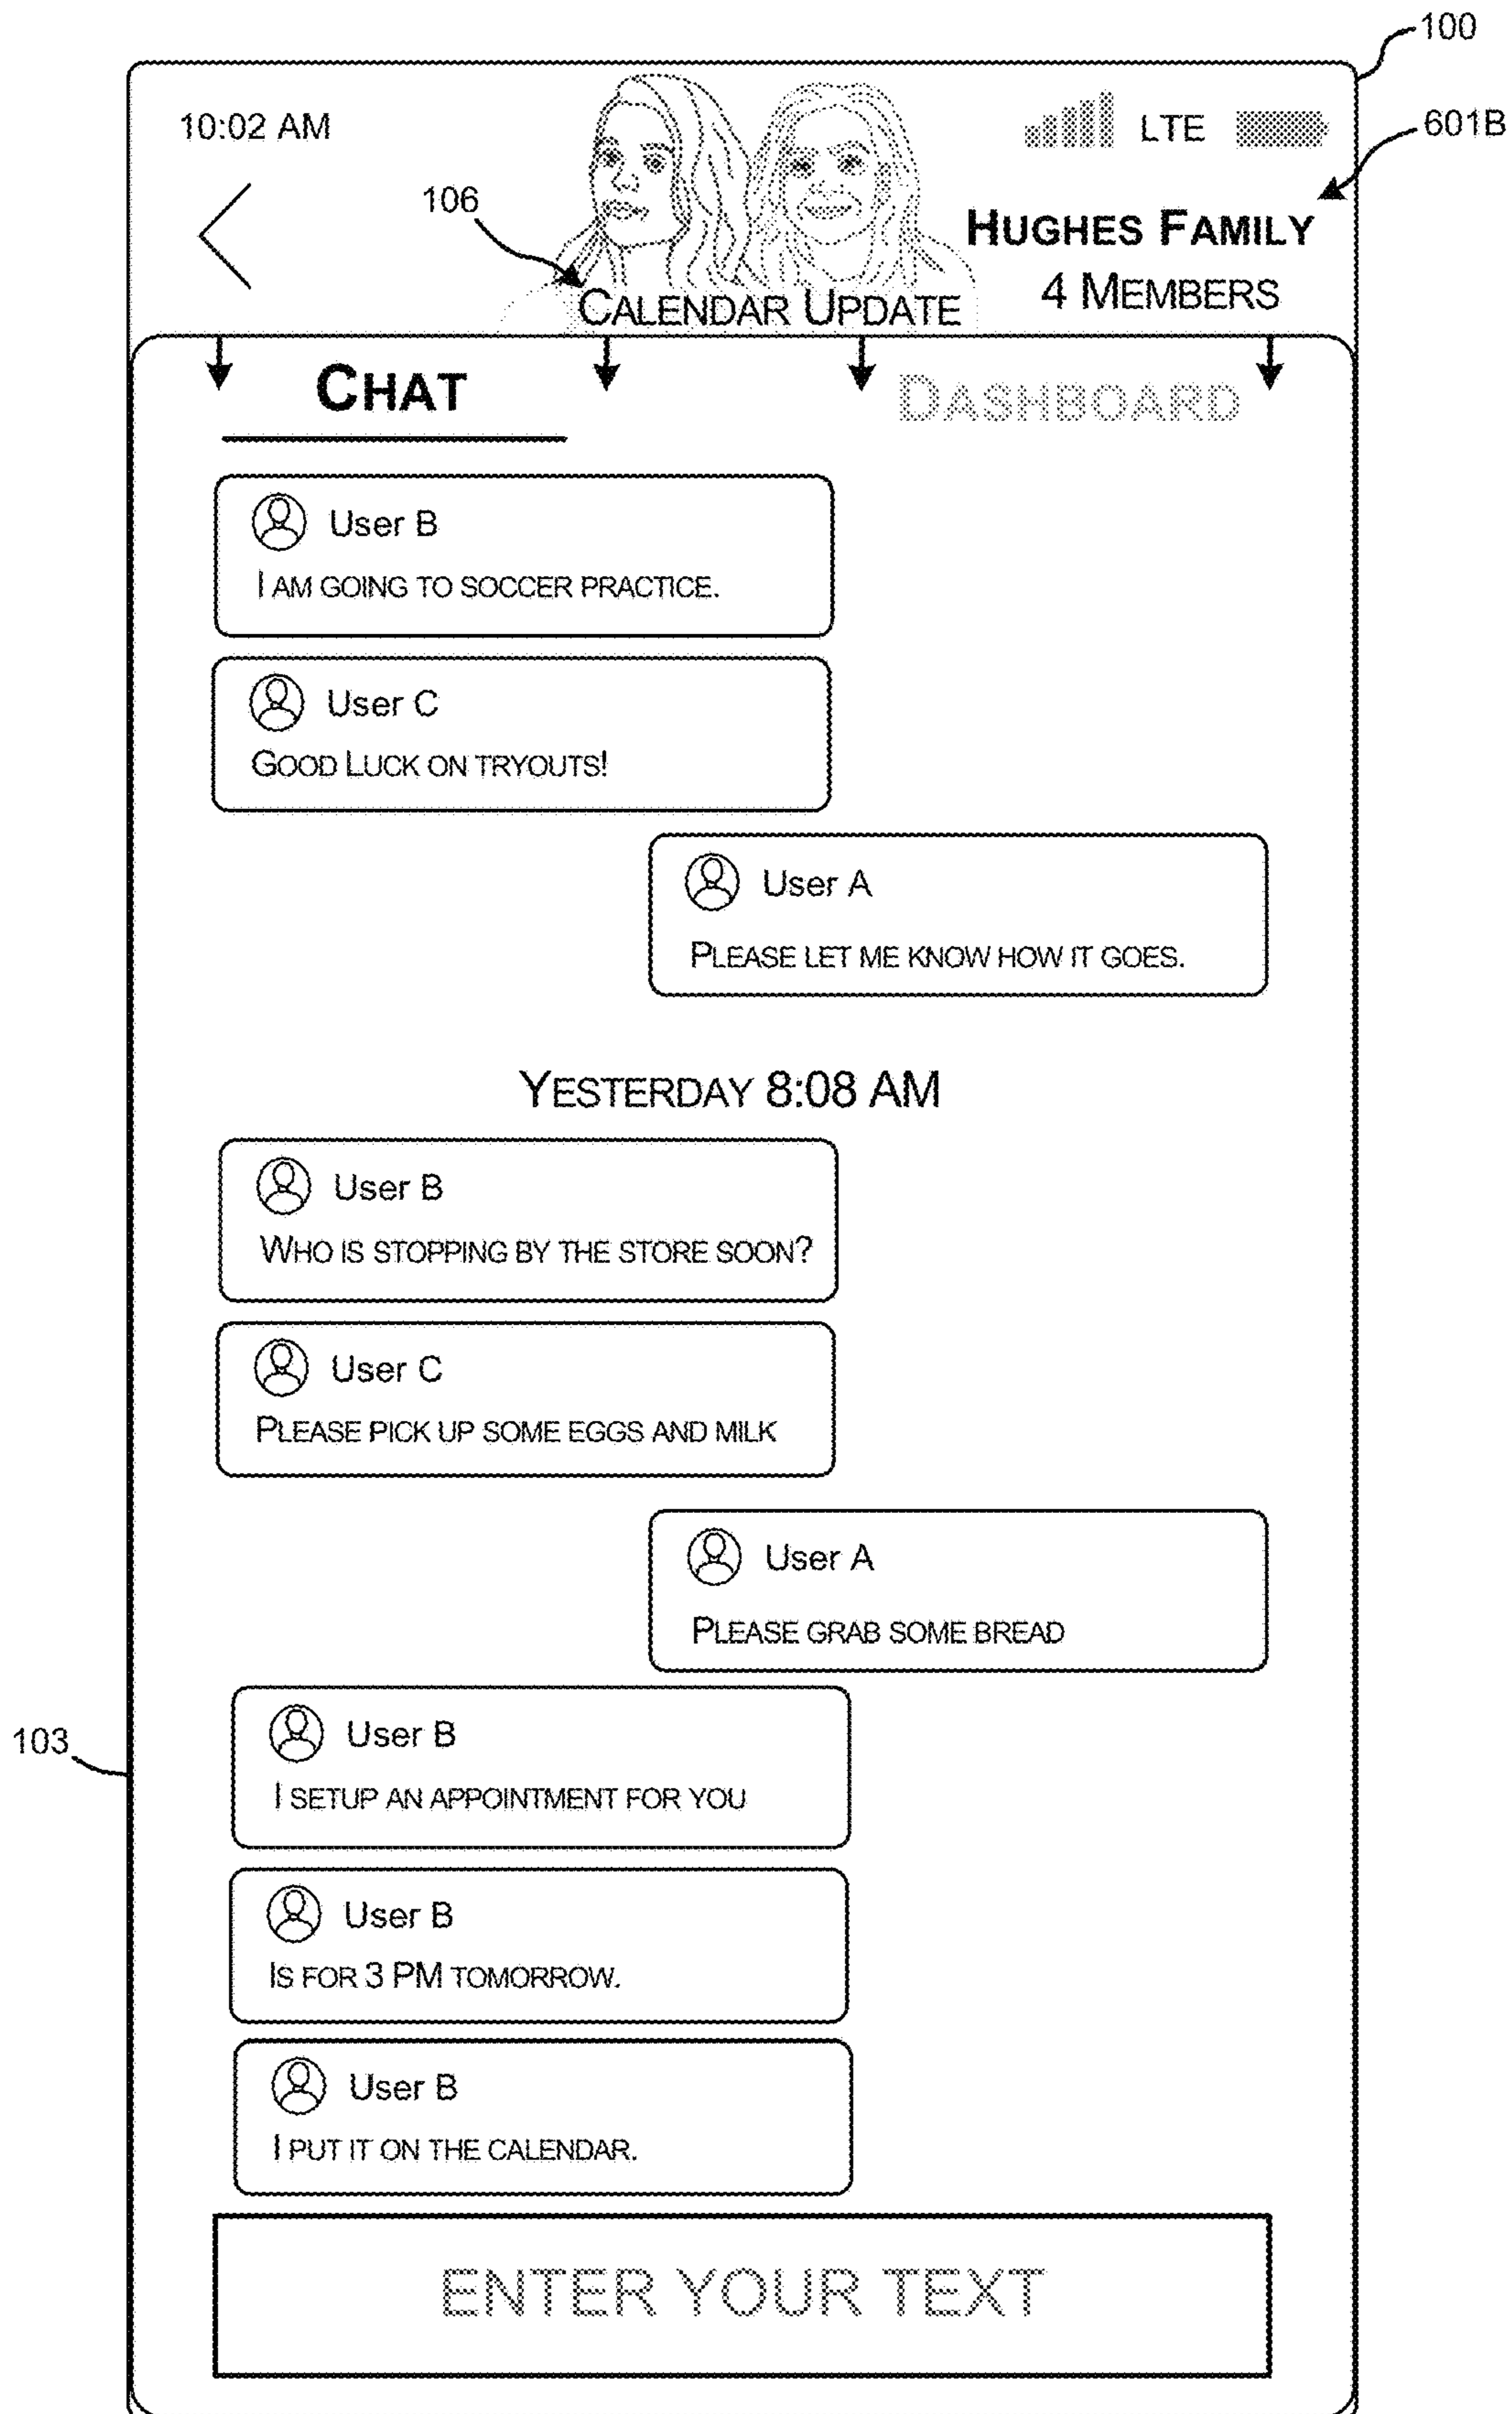 100
10:02 AM
LTE
601B
106
HUGHES FAMILY
4 MEMBERS
CALENDAR UPDATE
CHAT
DASHBOARD
User B
I AM GOING TO SOCCER PRACTICE.
User C
GOOD LUCK ON TRYOUTS!
User A
PLEASE LET ME KNOW HOW IT GOES.
YESTERDAY 8:08 AM
User B
WHO IS STOPPING BY THE STORE SOON?
User C
PLEASE PICK UP SOME EGGS AND MILK
User A
PLEASE GRAB SOME BREAD
103
User B
I SETUP AN APPOINTMENT FOR YOU
User B
IS FOR 3 PM TOMORROW.
User B
I PUT IT ON THE CALENDAR.
ENTER YOUR TEXT